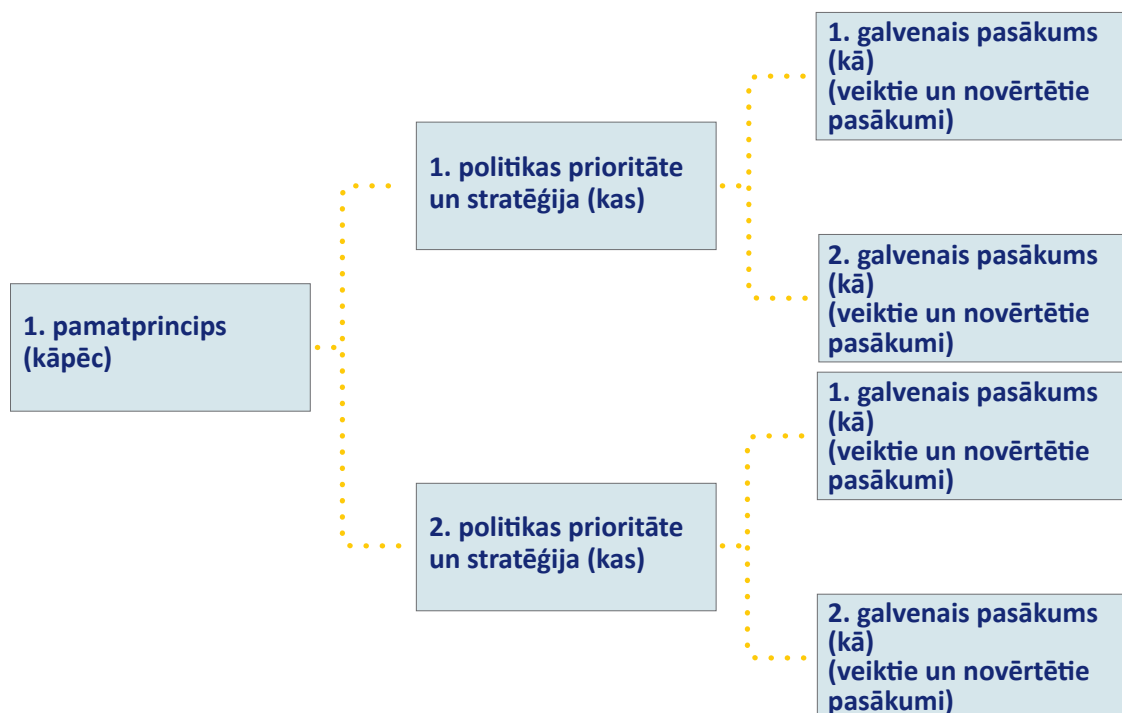 1. pamatprincips
(kāpēc)
1. politikas prioritāte
un stratēģija (kas)
1. galvenais pasākums
(kā)
(veiktie un novērtētie
pasākumi)
2. galvenais pasākums
(kā)
(veiktie un novērtētie
pasākumi)
2. politikas prioritāte
un stratēģija (kas)
1. galvenais pasākums
(kā)
(veiktie un novērtētie
pasākumi)
2. galvenais pasākums
(kā)
(veiktie un novērtētie
pasākumi)